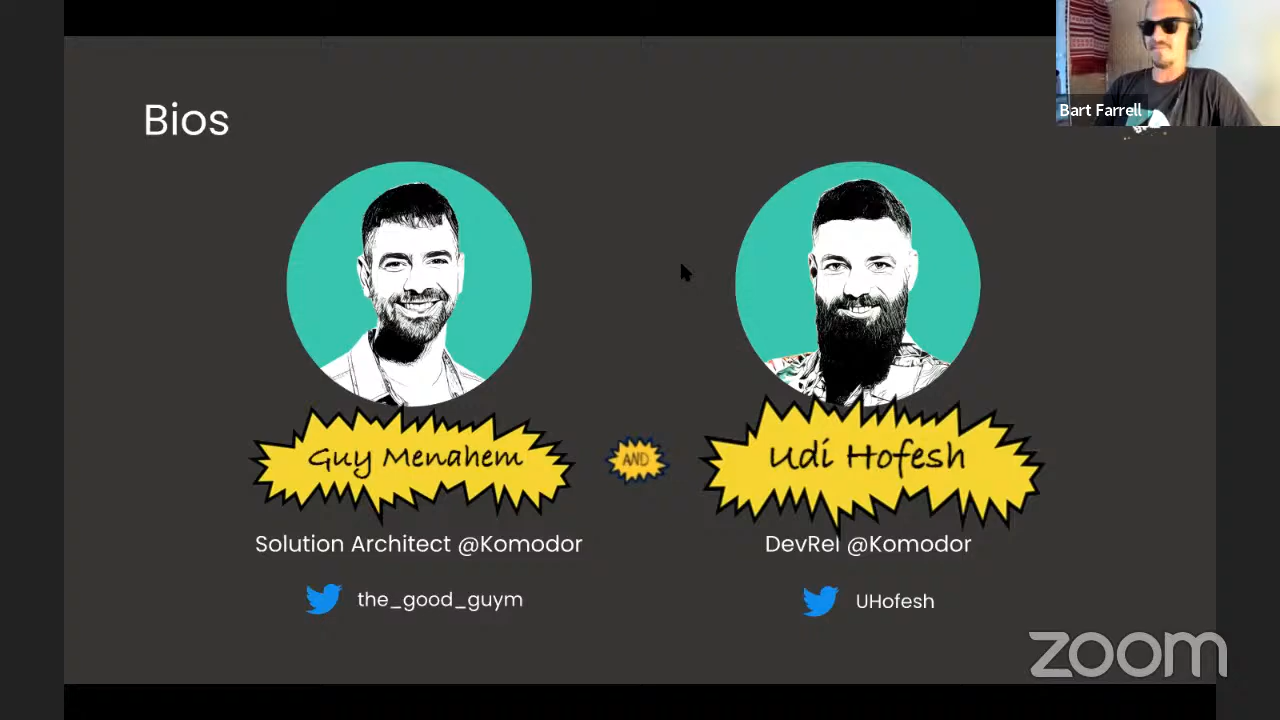 Bios
Bart Farrell
Guy Menahem
AND
Udi Hofesh
Solution Architect @Komodor
DevRel @Komodor
the_good_guym
UHofesh
zoom